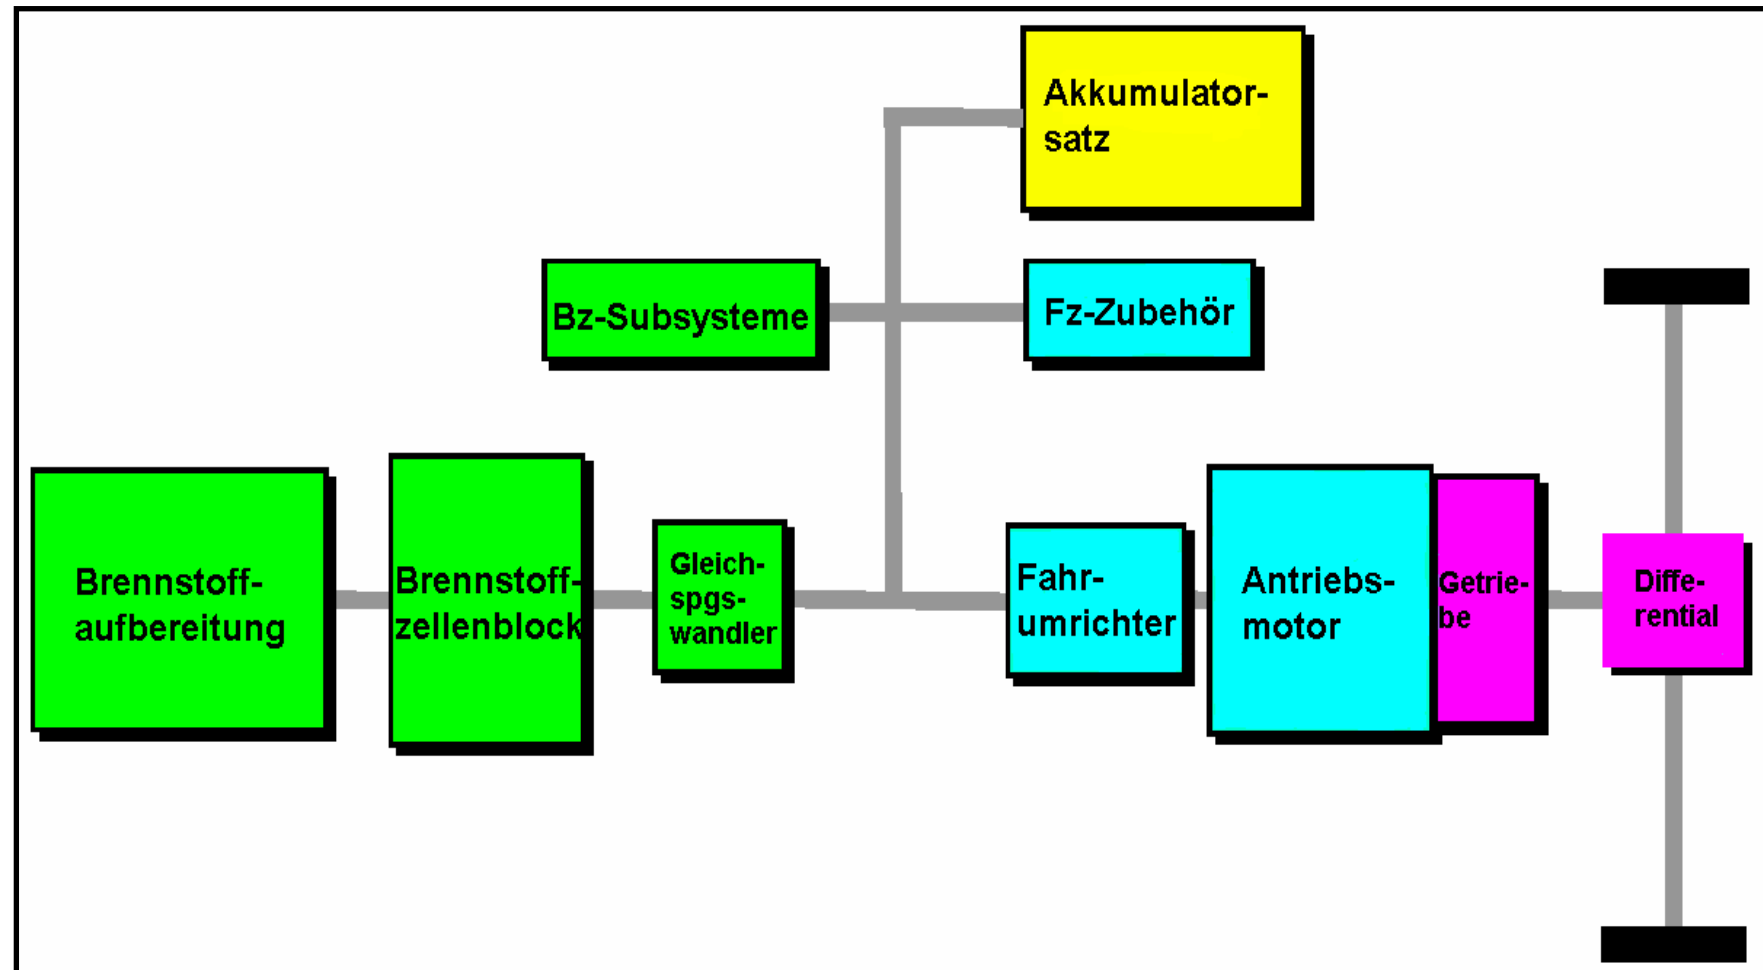 Akkumulator-
satz
Bz-Subsysteme
Fz-Zubehör
Brennstoff-
aufbereitung
Brennstoff-
zellenblock
Gleich-
spgs-
wandler
Fahr-
umrichter
Antriebs-
motor
Getrie-
be
Diffe-
rential